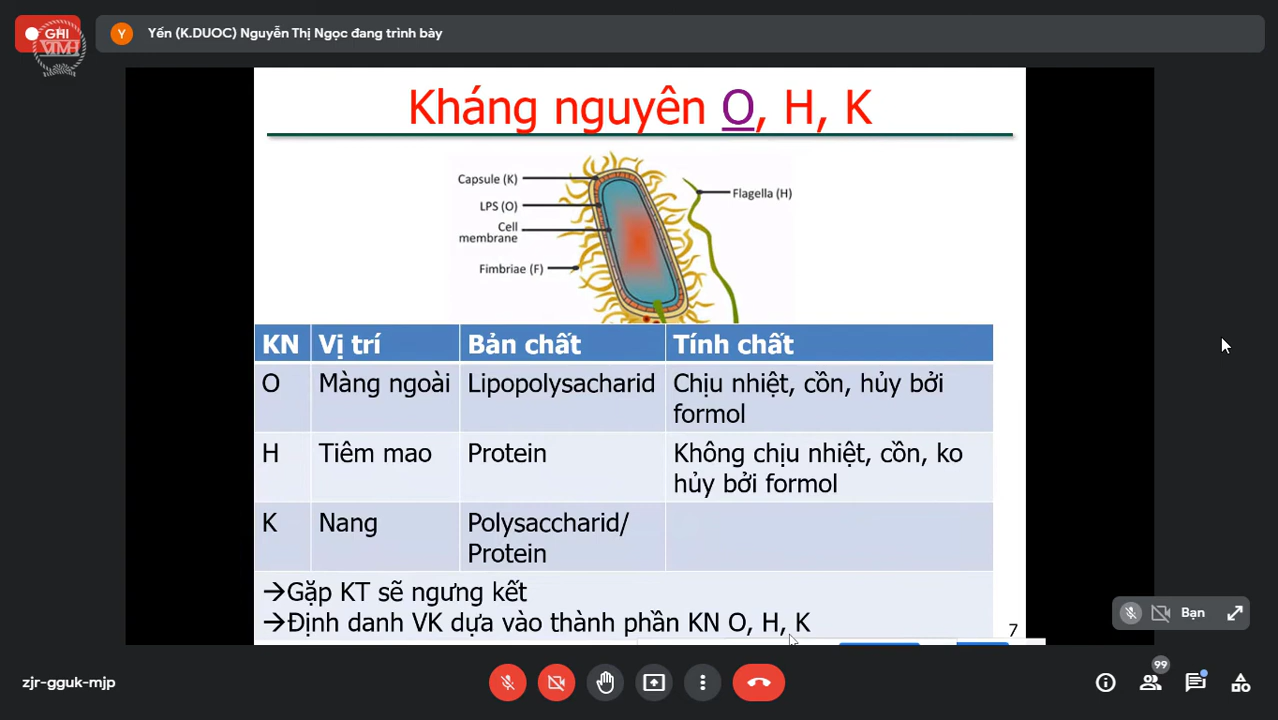 GHI
VTMH
Y
Yến (K.DUOC) Nguyễn Thị Ngọc đang trình bày
Kháng nguyên O, H, K
Capsule (K)
LPS (O)
Cell
membrane
Fimbriae (F)
Flagella (H)
KN Vị trí Bản chất Tính chất
O Màng ngoài Lipopolysacharid Chịu nhiệt, cồn, hủy bởi
formol
H Tiêm mao Protein Không chịu nhiệt, cồn, ko
hủy bởi formol
K Nang Polysaccharid/
Protein
→Gặp KT sẽ ngưng kết
→Định danh VK dựa vào thành phần KN O, H, K
7
Bạn
zjr-gguk-mjp
99